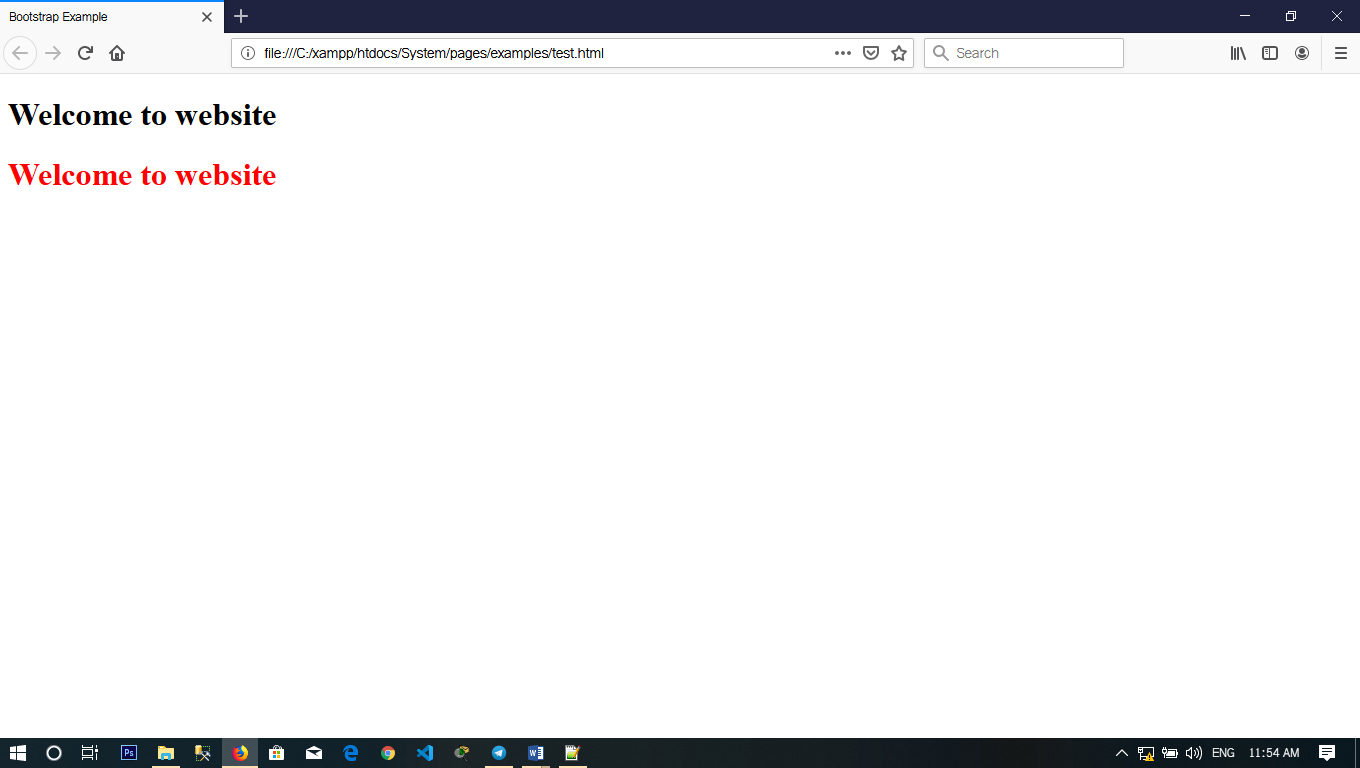 Bootstrap Example
file:///C:/xampp/htdocs/System/pages/examples/test.html
Search
Welcome to website
Welcome to website
Ps
W
ENG
11:54 AM